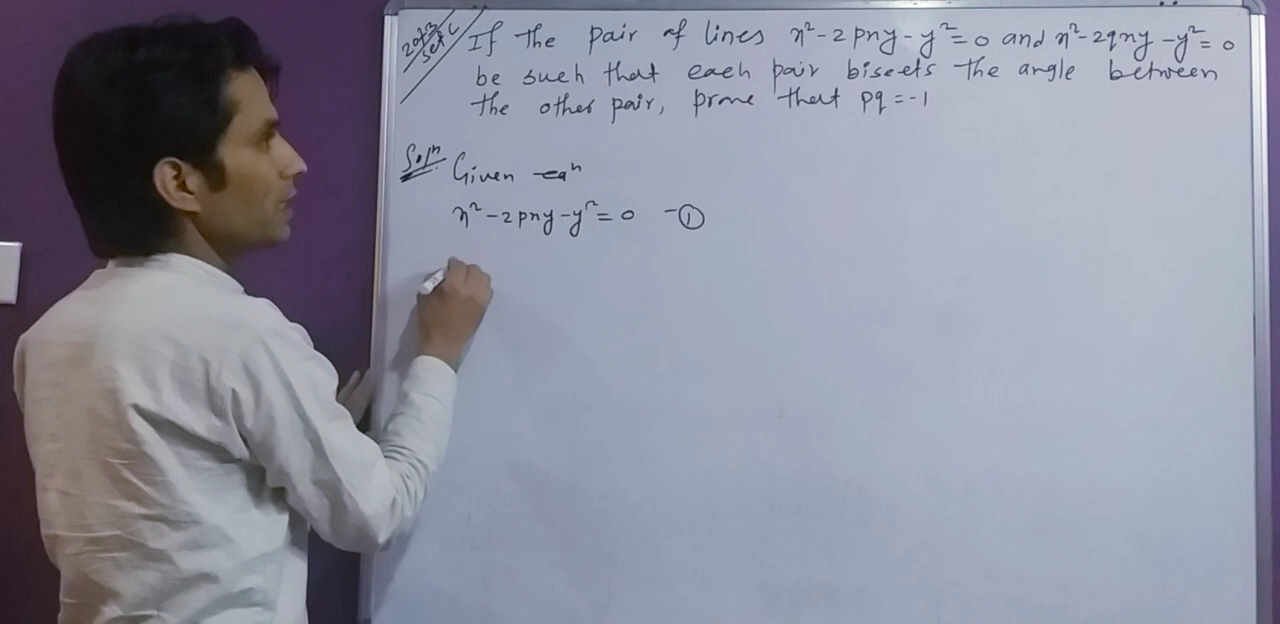 2073
set C
If the pair of lines x²-2pxy-y²=0 and x²-2qxy-y²=0
be such that each pair bisects the angle between
the other pair, prove that pq=-1
Solⁿ
Given eqⁿ
x²-2pxy-y²=0 -①